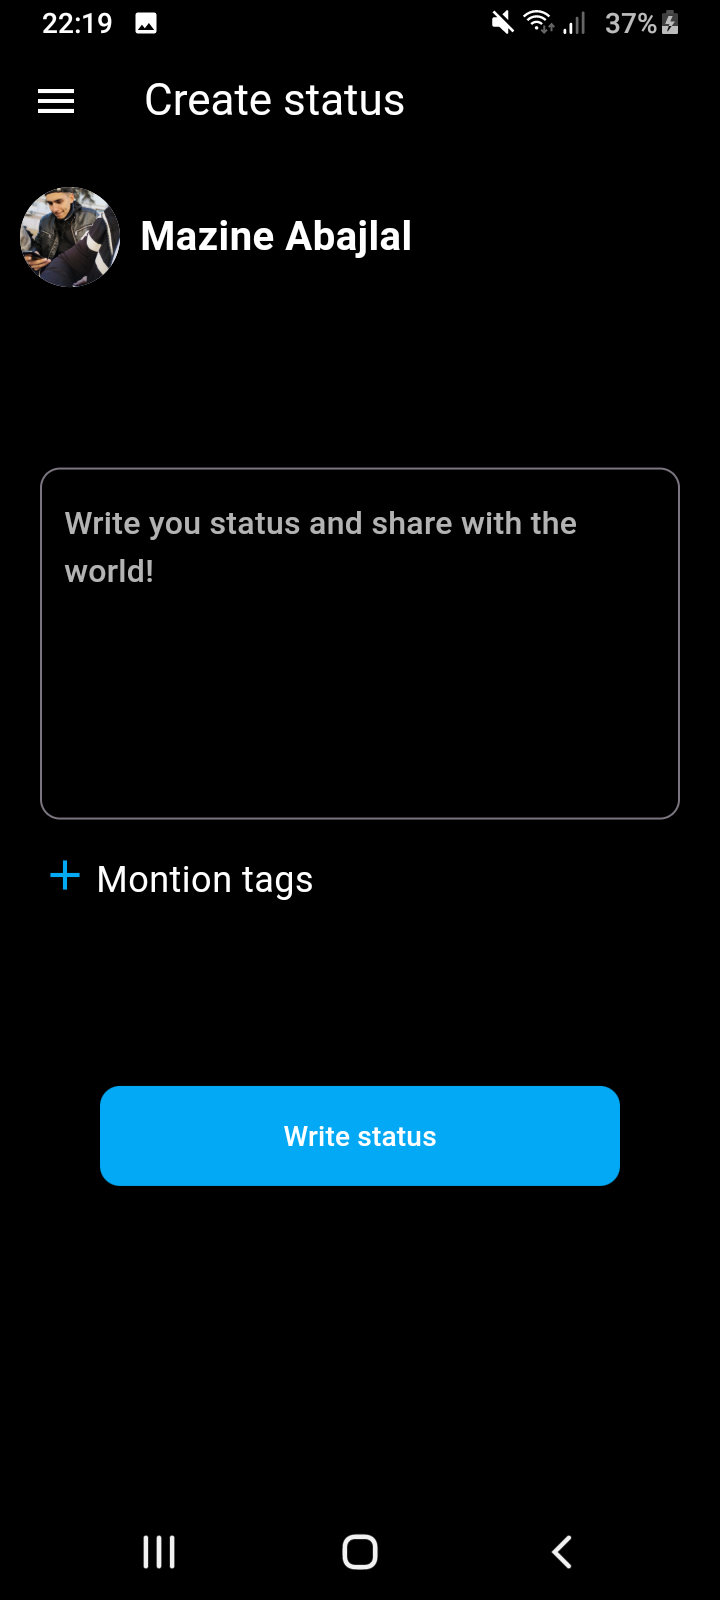 22:19
37%
Create status
Mazine Abajlal
Write you status and share with the
world!
Montion tags
Write status